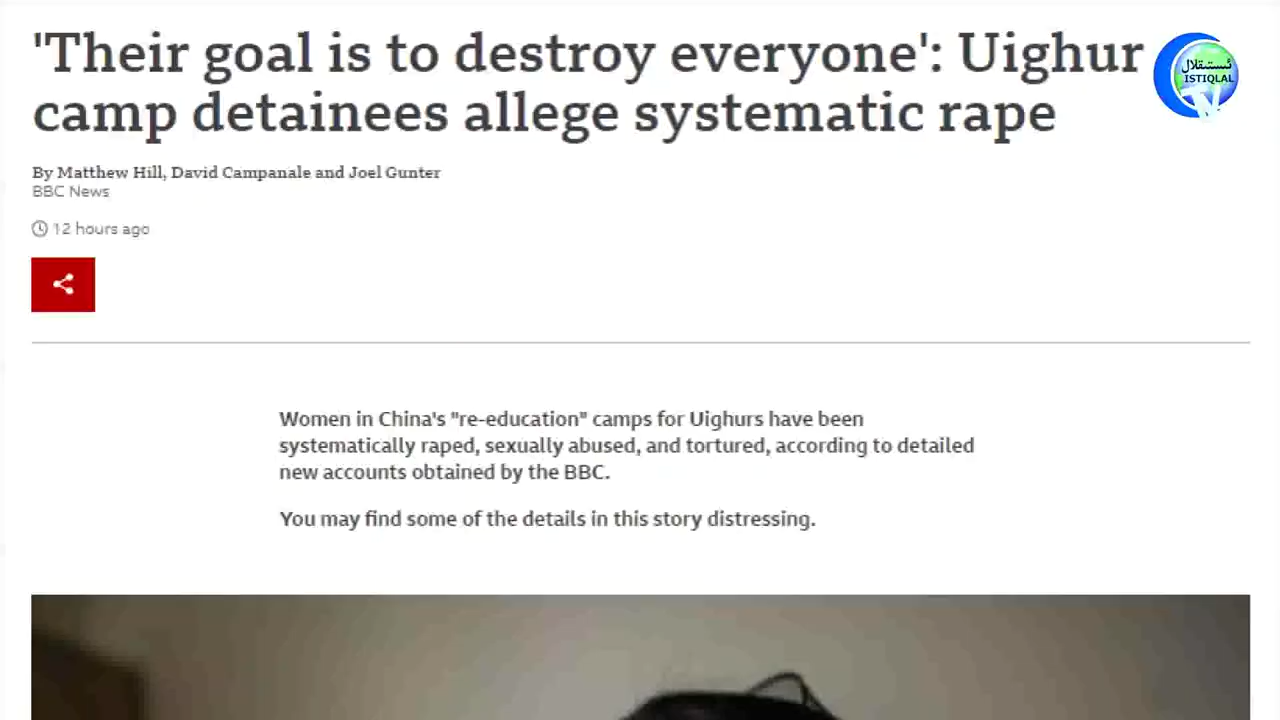 'Their goal is to destroy everyone': Uighur
camp detainees allege systematic rape
ئىستىقلال
ISTIQLAL
TV
By Matthew Hill, David Campanale and Joel Gunter
BBC News
12 hours ago
Women in China's "re-education" camps for Uighurs have been
systematically raped, sexually abused, and tortured, according to detailed
new accounts obtained by the BBC.
You may find some of the details in this story distressing.